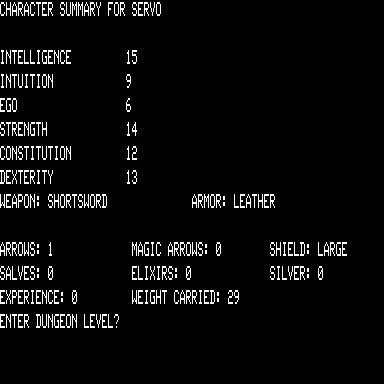 CHARACTER SUMMARY FOR SERVO
INTELLIGENCE 15
INTUITION 9
EGO 6
STRENGTH 14
CONSTITUTION 12
DEXTERITY 13
WEAPON: SHORTSWORD ARMOR: LEATHER
ARROWS: 1 MAGIC ARROWS: 0 SHIELD: LARGE
SALVES: 0 ELIXIRS: 0 SILVER: 0
EXPERIENCE: 0 WEIGHT CARRIED: 29
ENTER DUNGEON LEVEL?